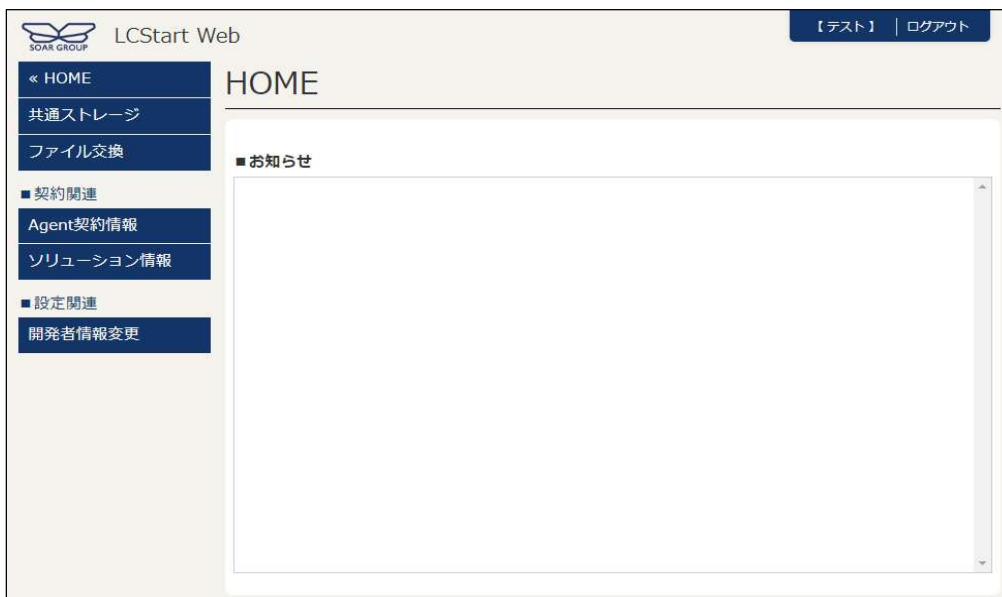 SOAR GROUP
LCStart Web
【テスト】 | ログアウト
« HOME
共通ストレージ
ファイル交換
■契約関連
Agent契約情報
ソリューション情報
■設定関連
開発者情報変更
HOME
■お知らせ